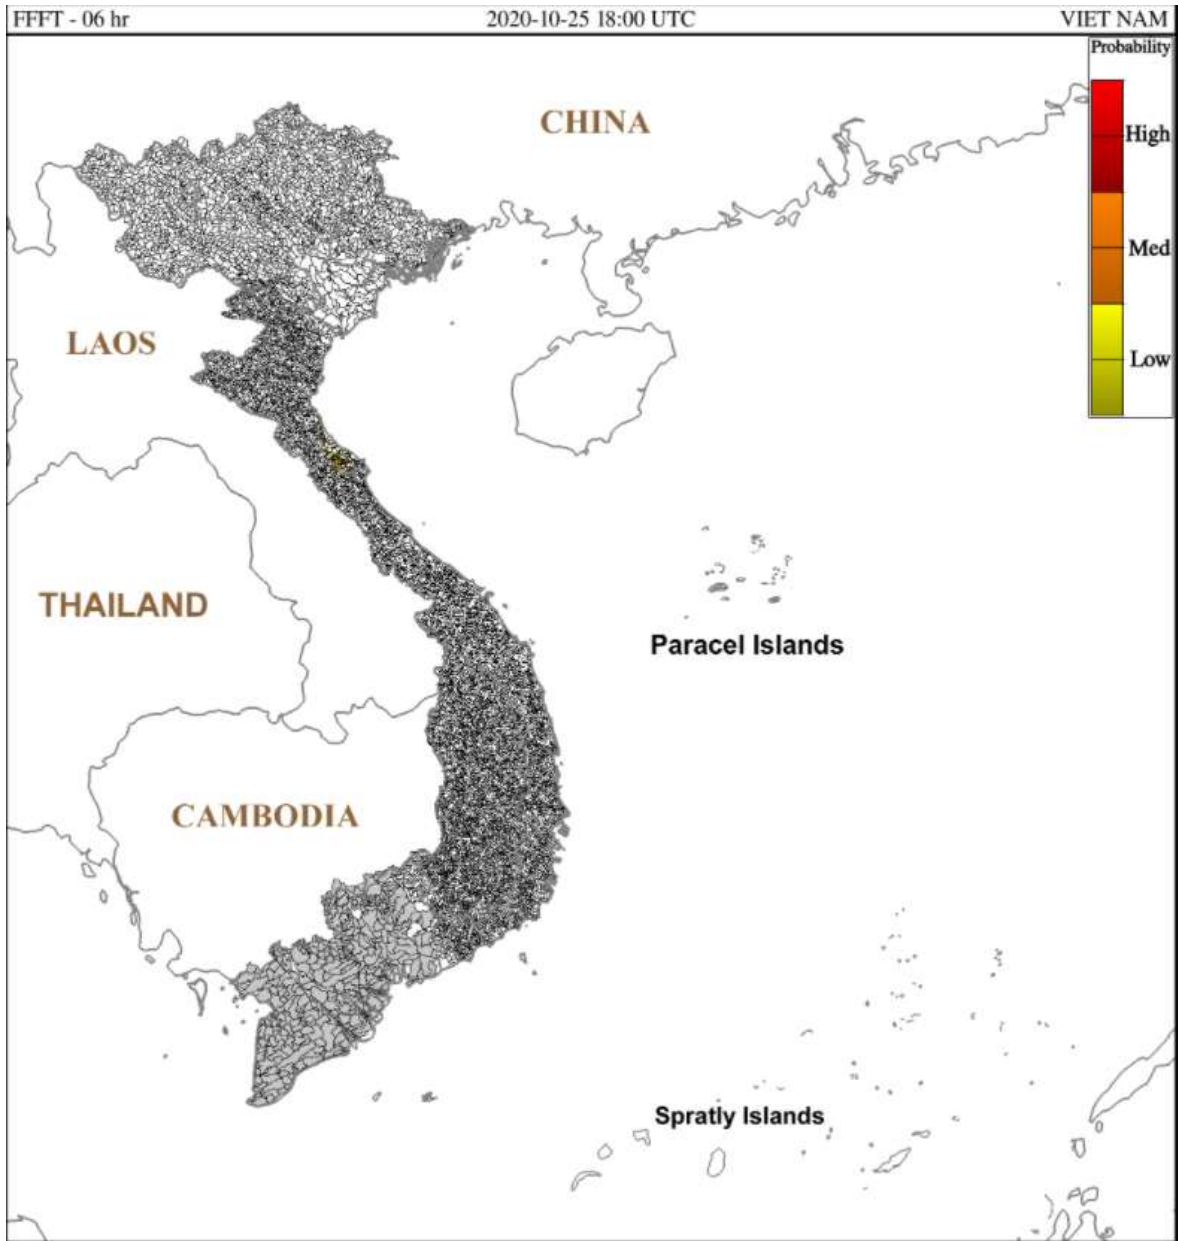 FFFT - 06 hr 2020-10-25 18:00 UTC VIET NAM
Probability
CHINA
High
Med
LAOS
Low
THAILAND
Paracel Islands
CAMBODIA
Spratly Islands